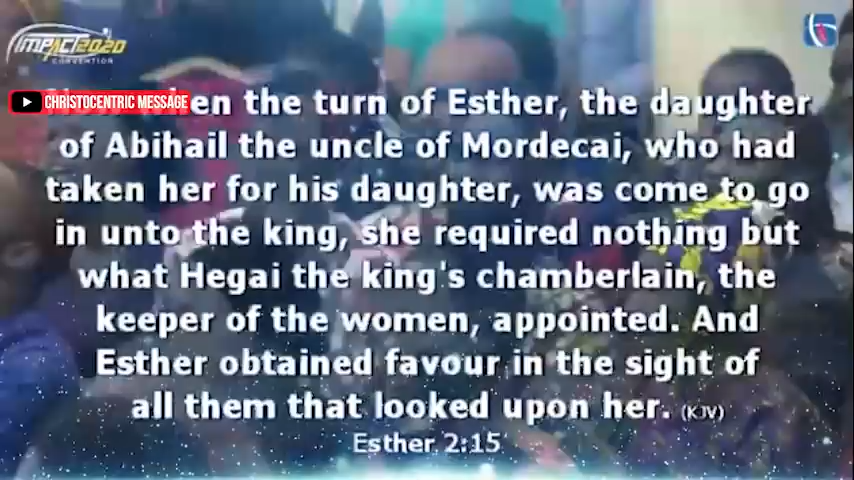 IMPACT2020
CONVENTION
CHRISTOCENTRIC MESSAGE
Now when the turn of Esther, the daughter
of Abihail the uncle of Mordecai, who had
taken her for his daughter, was come to go
in unto the king, she required nothing but
what Hegai the king's chamberlain, the
keeper of the women, appointed. And
Esther obtained favour in the sight of
all them that looked upon her. (KJV)
Esther 2:15